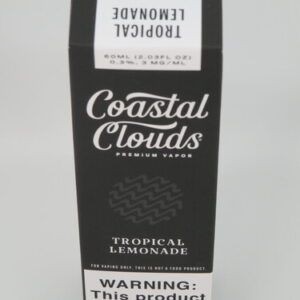 TROPICAL
LEMONADE
60ML (2.03FL OZ)
0.3%, 3 MG/ML
Coastal
Clouds
PREMIUM VAPOR
TROPICAL
LEMONADE
FOR VAPING ONLY, THIS IS NOT A FOOD PRODUCT.
WARNING:
This product